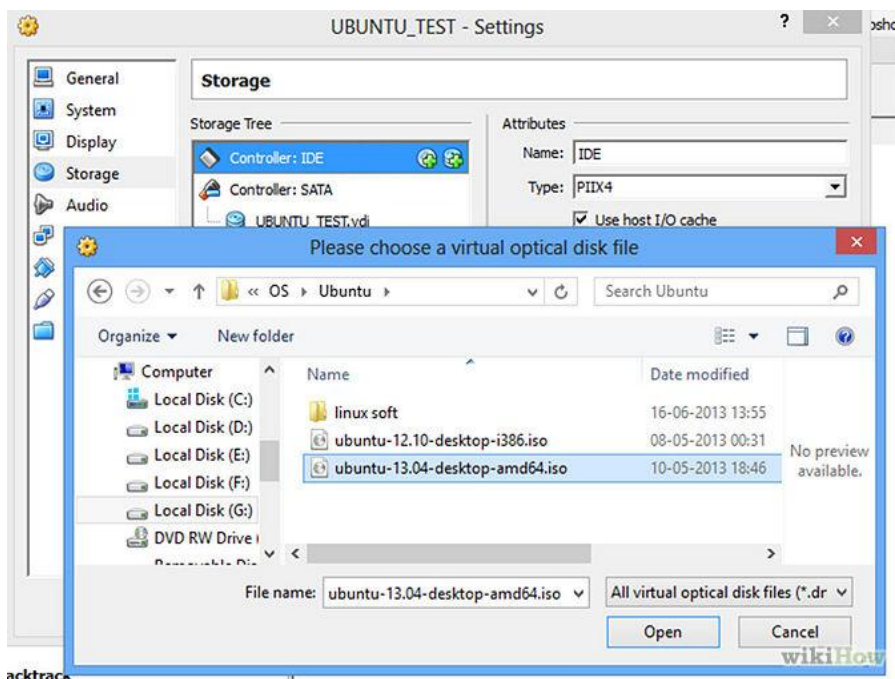 UBUNTU_TEST - Settings
?
General
System
Display
Storage
Audio
Storage
Storage Tree
Controller: IDE
Controller: SATA
UBUNTU_TEST.vdi
Attributes
Name: IDE
Type: PIIX4
Use host I/O cache
Please choose a virtual optical disk file
« OS Ubuntu
Search Ubuntu
Organize
New folder
Computer
Local Disk (C:)
Local Disk (D:)
Local Disk (E:)
Local Disk (F:)
Local Disk (G:)
DVD RW Drive (
Name Date modified
linux soft 16-06-2013 13:55
ubuntu-12.10-desktop-i386.iso 08-05-2013 00:31
ubuntu-13.04-desktop-amd64.iso 10-05-2013 18:46
No preview
available.
File name: ubuntu-13.04-desktop-amd64.iso
All virtual optical disk files (*.dr
Open
Cancel
wikiHow
acktrack